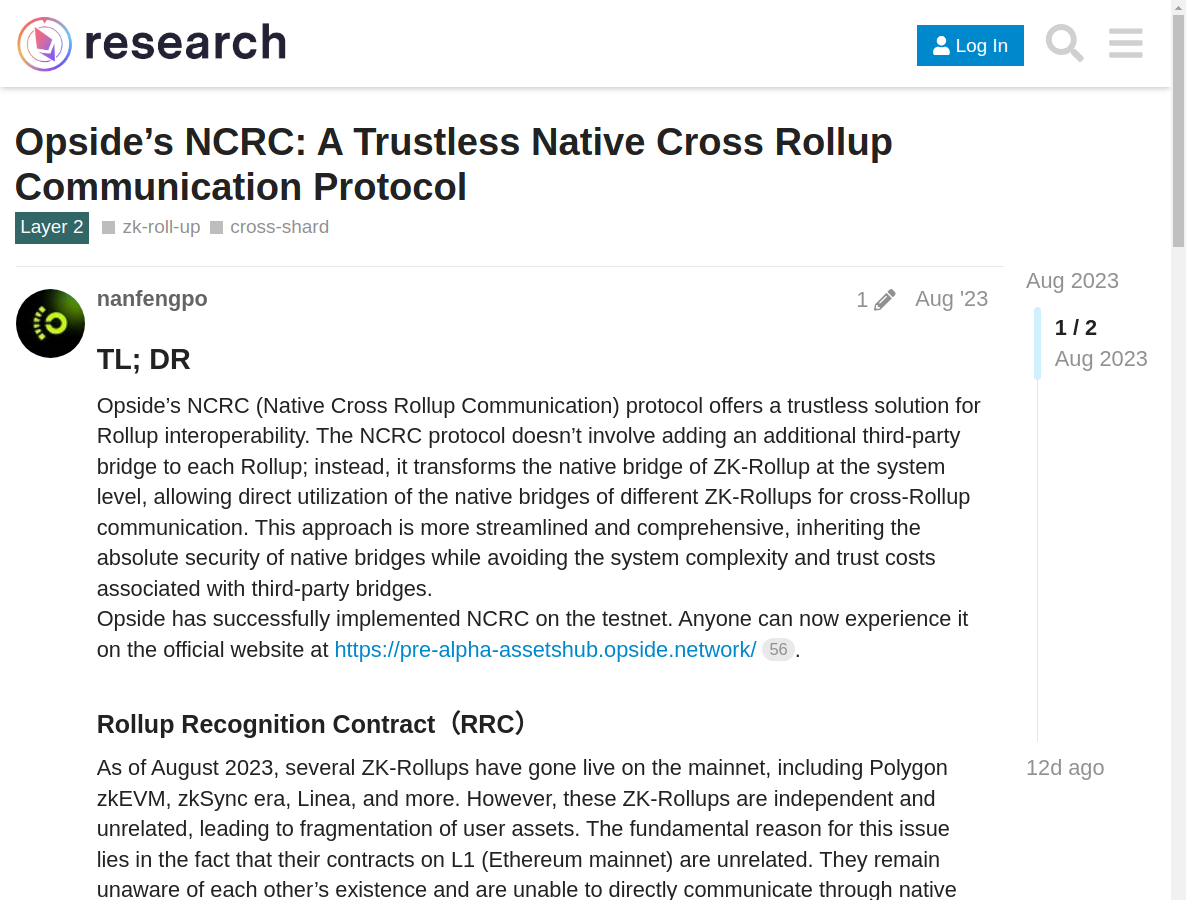 research
Log In
Opside’s NCRC: A Trustless Native Cross Rollup
Communication Protocol
Layer 2 zk-roll-up cross-shard
nanfengpo
1 Aug '23
Aug 2023
1 / 2
Aug 2023
TL; DR
Opside’s NCRC (Native Cross Rollup Communication) protocol offers a trustless solution for
Rollup interoperability. The NCRC protocol doesn’t involve adding an additional third-party
bridge to each Rollup; instead, it transforms the native bridge of ZK-Rollup at the system
level, allowing direct utilization of the native bridges of different ZK-Rollups for cross-Rollup
communication. This approach is more streamlined and comprehensive, inheriting the
absolute security of native bridges while avoiding the system complexity and trust costs
associated with third-party bridges.
Opside has successfully implemented NCRC on the testnet. Anyone can now experience it
on the official website at https://pre-alpha-assetshub.opside.network/ 56.
Rollup Recognition Contract（RRC）
As of August 2023, several ZK-Rollups have gone live on the mainnet, including Polygon
zkEVM, zkSync era, Linea, and more. However, these ZK-Rollups are independent and
unrelated, leading to fragmentation of user assets. The fundamental reason for this issue
lies in the fact that their contracts on L1 (Ethereum mainnet) are unrelated. They remain
unaware of each other’s existence and are unable to directly communicate through native
12d ago